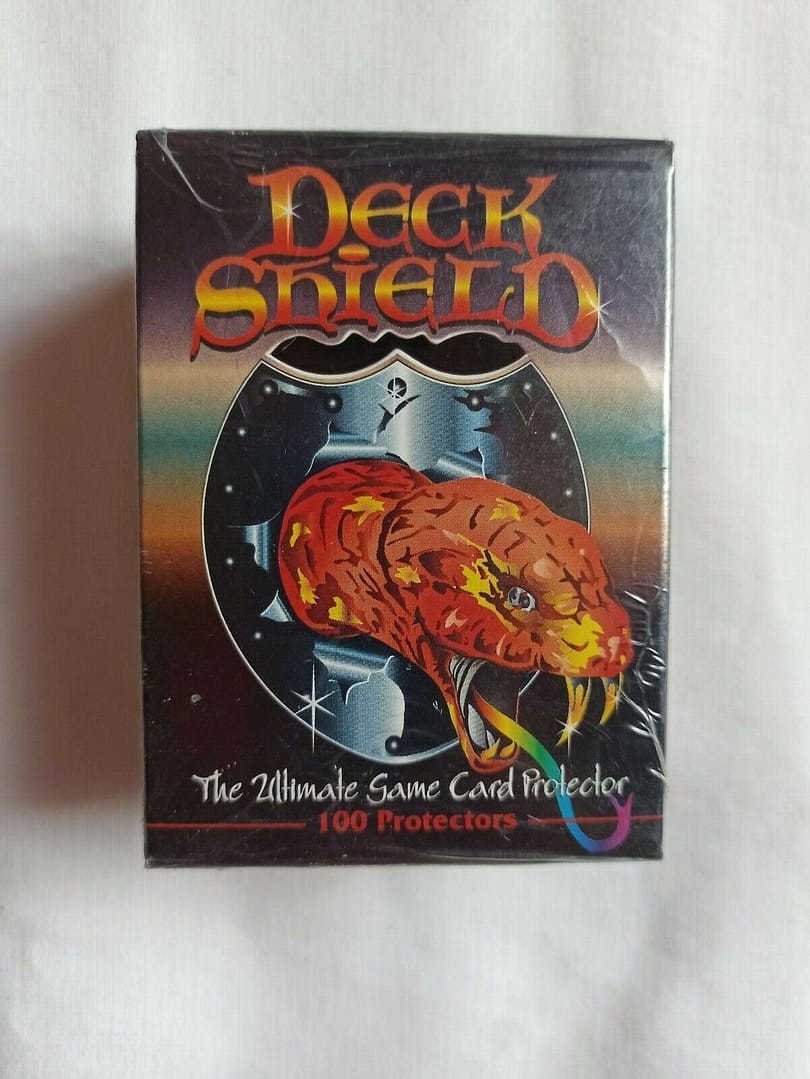 Deck
Shield
The Ultimate Game Card Protector
100 Protectors